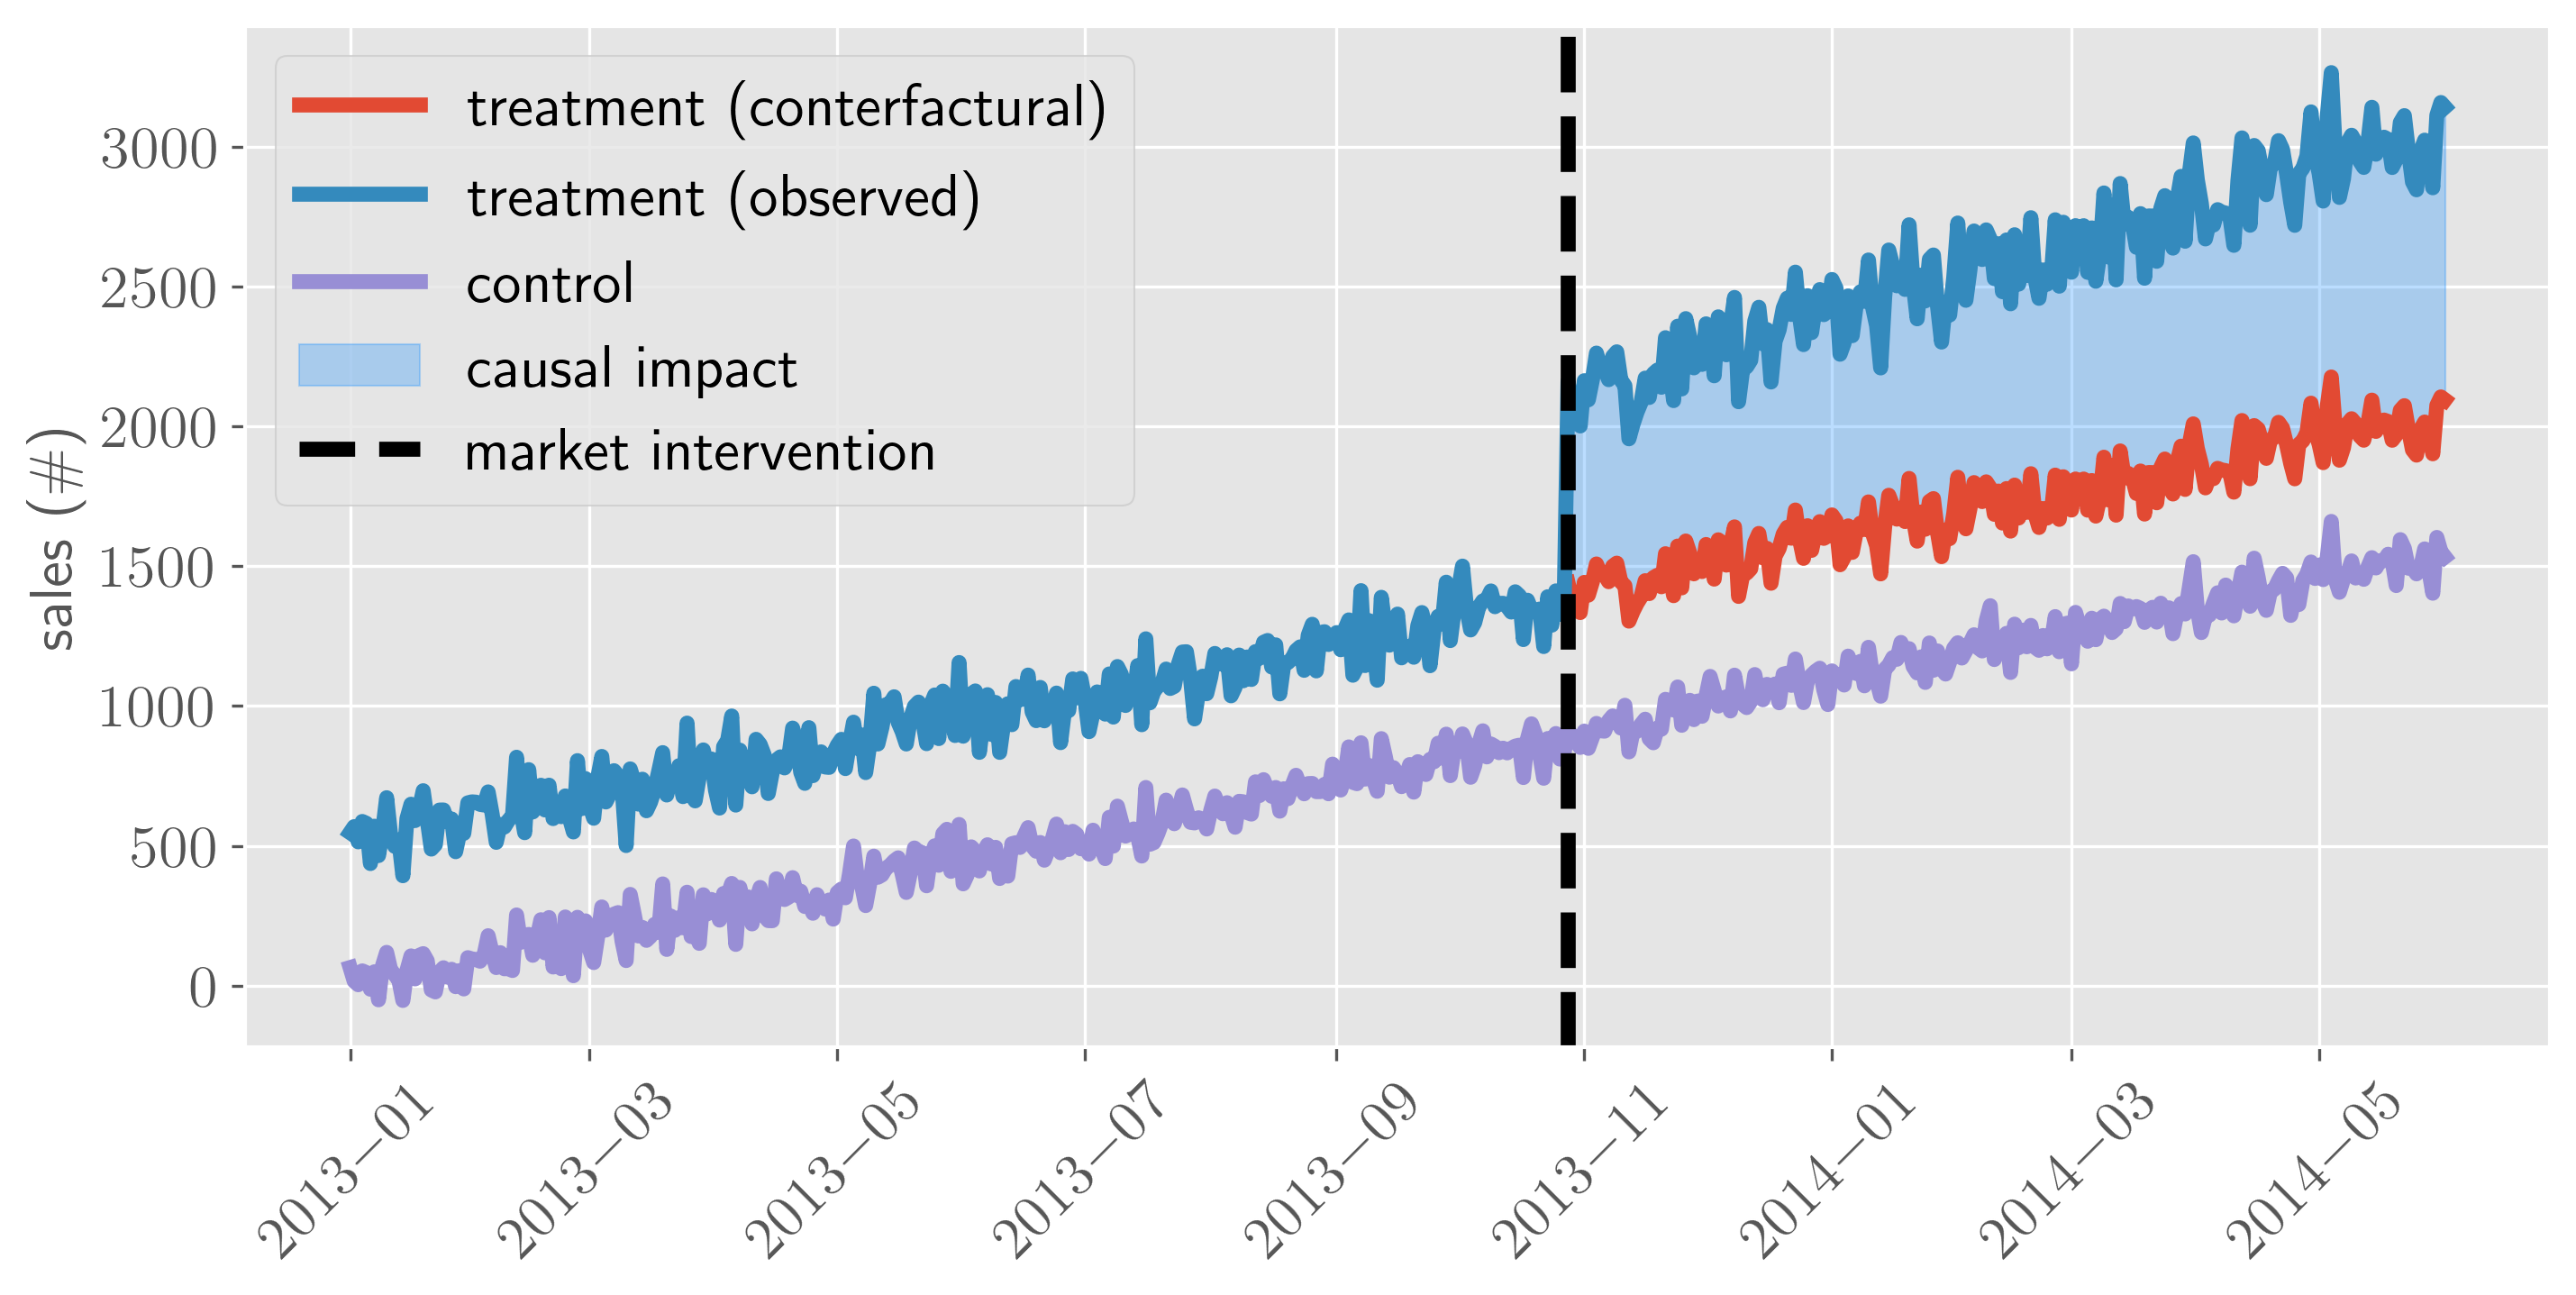 treatment (conterfactural)
treatment (observed)
control
causal impact
market intervention
sales (#)
3000
2500
2000
1500
1000
500
0
2013–01
2013–03
2013–05
2013–07
2013–09
2013–11
2014–01
2014–03
2014–05